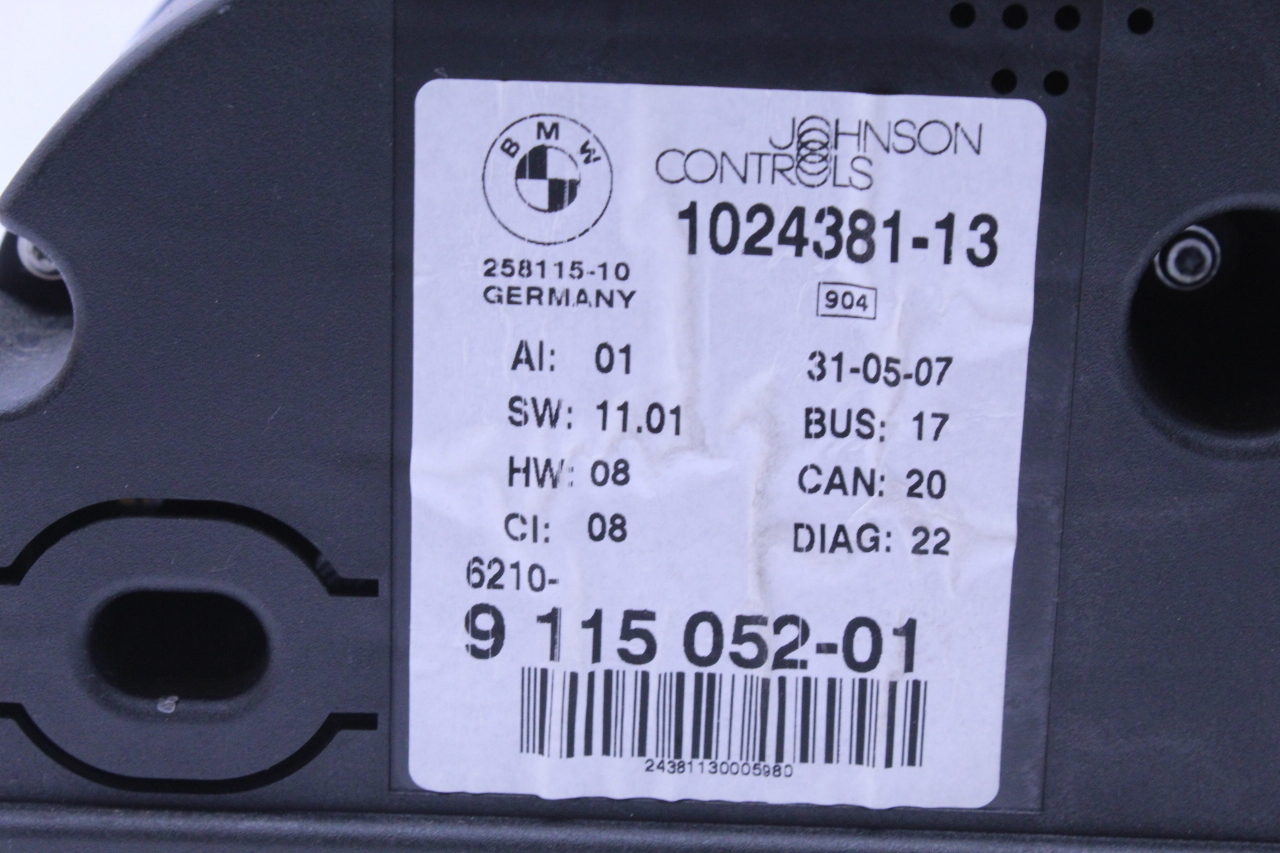 BMW
JOHNSON
CONTROLS
1024381-13
258115-10
GERMANY
904
AI: 01
31-05-07
SW: 11.01
BUS: 17
HW: 08
CAN: 20
CI: 08
DIAG: 22
6210-
9 115 052-01
24381130005980